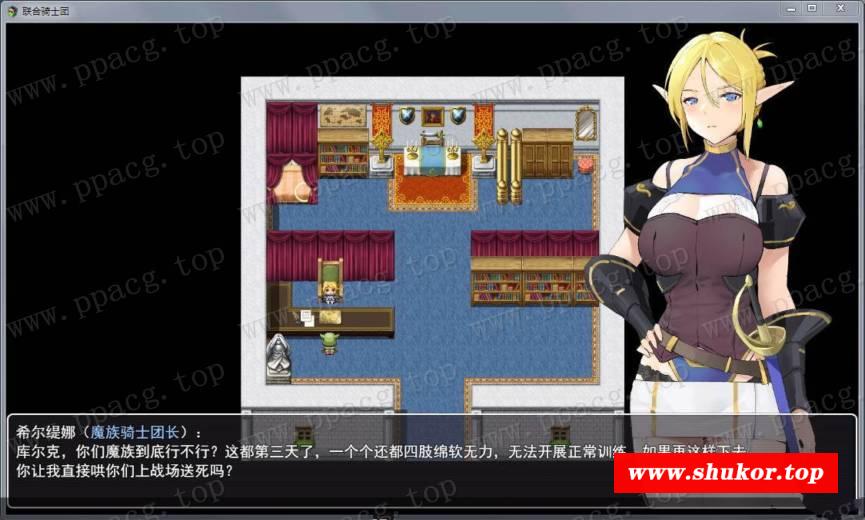 联合骑士团
www.ppacg.top
希尔缇娜（魔族骑士团长）：
库尔克，你们魔族到底行不行？这都第三天了，一个个还都四肢绵软无力，无法开展正常训练。如果再这样下去
你让我直接哄你们上战场送死吗？
www.shukor.top